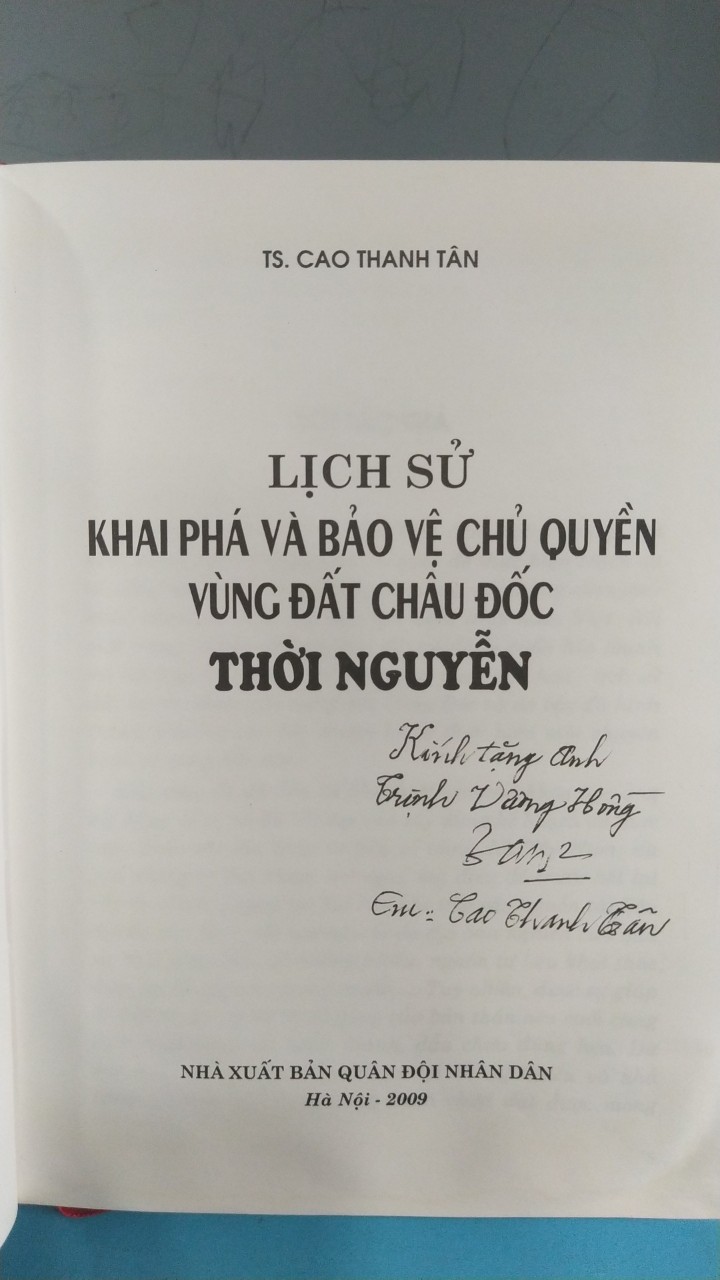 TS. CAO THANH TÂN
LỊCH SỬ
KHAI PHÁ VÀ BẢO VỆ CHỦ QUYỀN
VÙNG ĐẤT CHÂU ĐỐC
THỜI NGUYỄN
Kính tặng anh
Trịnh Vương Hồng
Em: Cao Thanh Tân
NHÀ XUẤT BẢN QUÂN ĐỘI NHÂN DÂN
Hà Nội - 2009